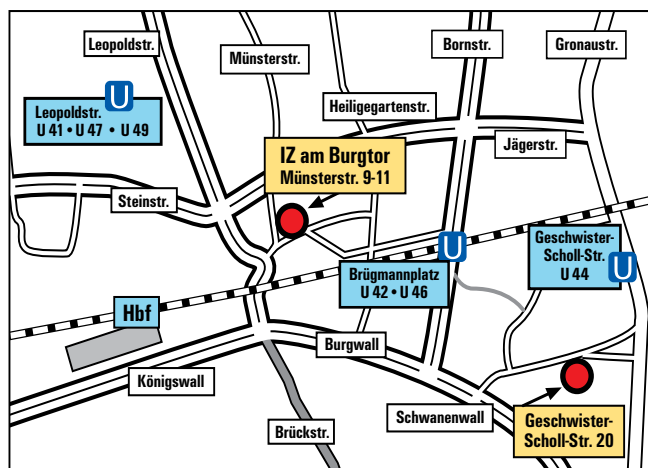 Leopoldstr.
Münsterstr.
Bornstr.
Gronaustr.
U
Leopoldstr.
U 41 • U 47 • U 49
Heiligegartenstr.
IZ am Burgtor
Münsterstr. 9-11
Jägerstr.
Steinstr.
U
Geschwister-
Scholl-Str.
U 44
U
Brügmannplatz
U 42 • U 46
Hbf
Burgwall
Königswall
Schwanenwall
Brückstr.
Geschwister-
Scholl-Str. 20